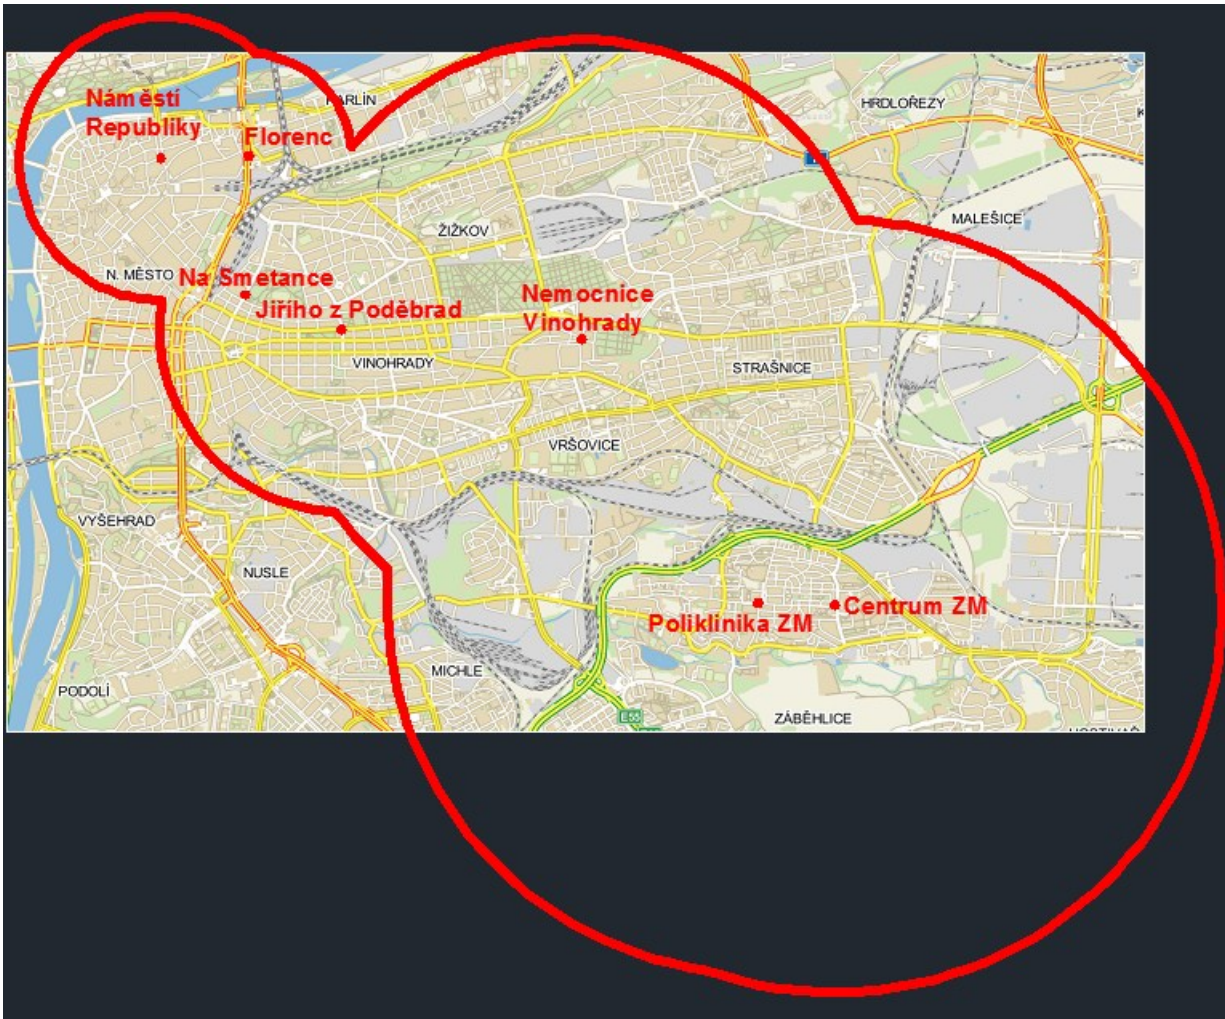 Náměstí
Republiky
KARLÍN
HRDLOŘEZY
Florenc
MALEŠICE
ŽIŽKOV
N. MĚSTO
Na Smetance
Jiřího z Poděbrad
Nemocnice
Vinohrady
VINOHRADY
STRAŠNICE
VRŠOVICE
VYŠEHRAD
NUSLE
Poliklinika ZM
Centrum ZM
MICHLE
PODOLÍ
ZÁBĚHLICE
E55